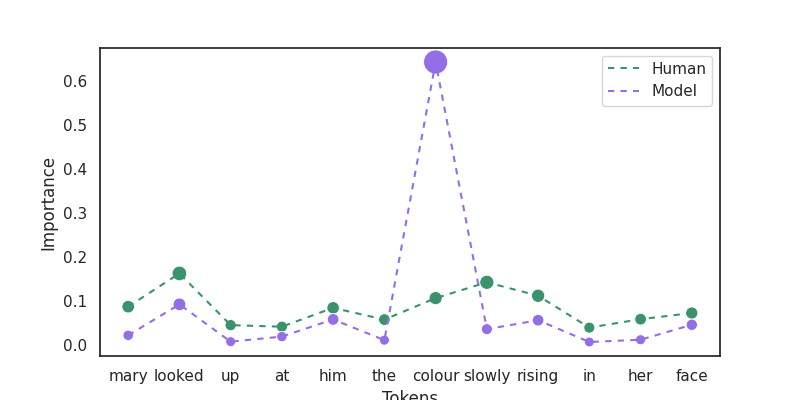 Human
Model
0.6
0.5
0.4
0.3
0.2
0.1
0.0
Importance
mary looked up at him the colour slowly rising in her face
Tokens